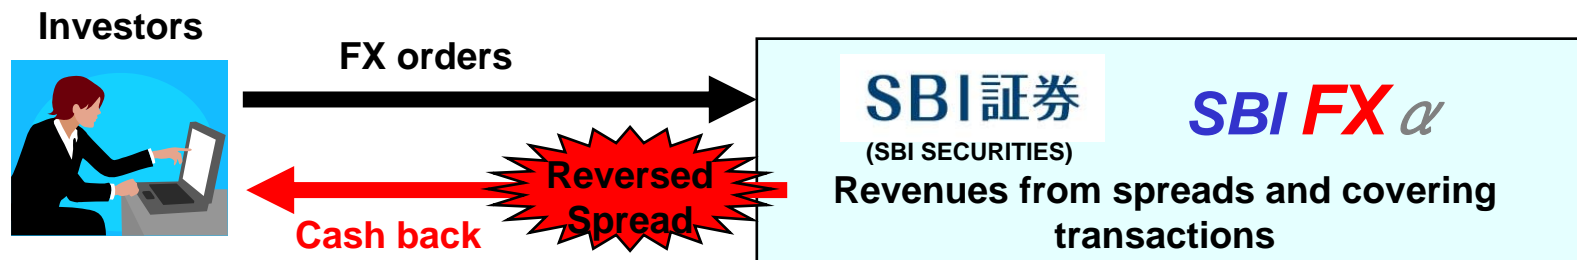 Investors
FX orders
SBI証券
(SBI SECURITIES)
SBI FX α
Reversed
Spread
Cash back
Revenues from spreads and covering
transactions